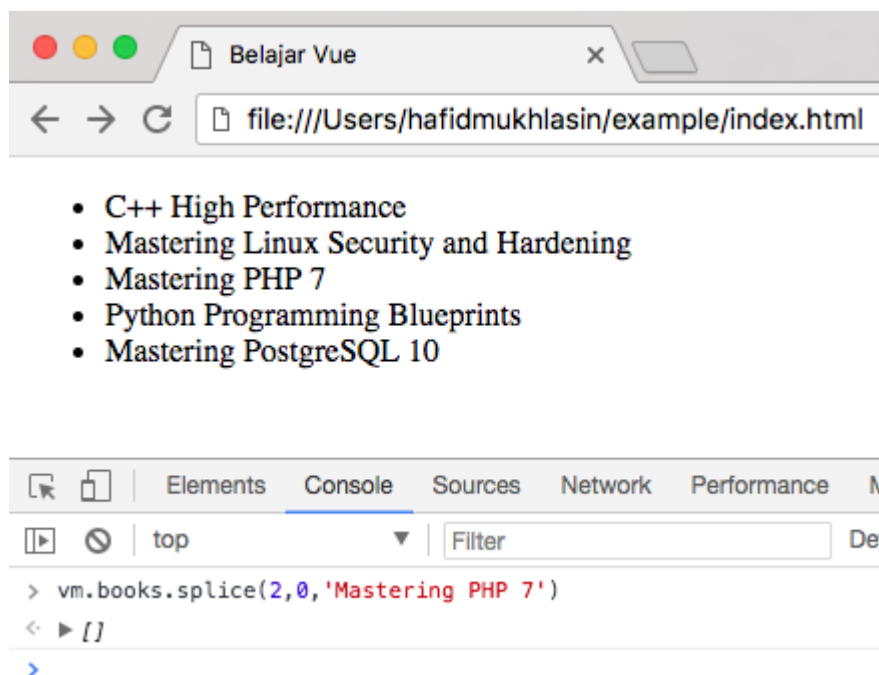 Belajar Vue
file:///Users/hafidmukhlasin/example/index.html
• C++ High Performance
• Mastering Linux Security and Hardening
• Mastering PHP 7
• Python Programming Blueprints
• Mastering PostgreSQL 10
Elements Console Sources Network Performance
top Filter
> vm.books.splice(2,0,'Mastering PHP 7')
[]
>